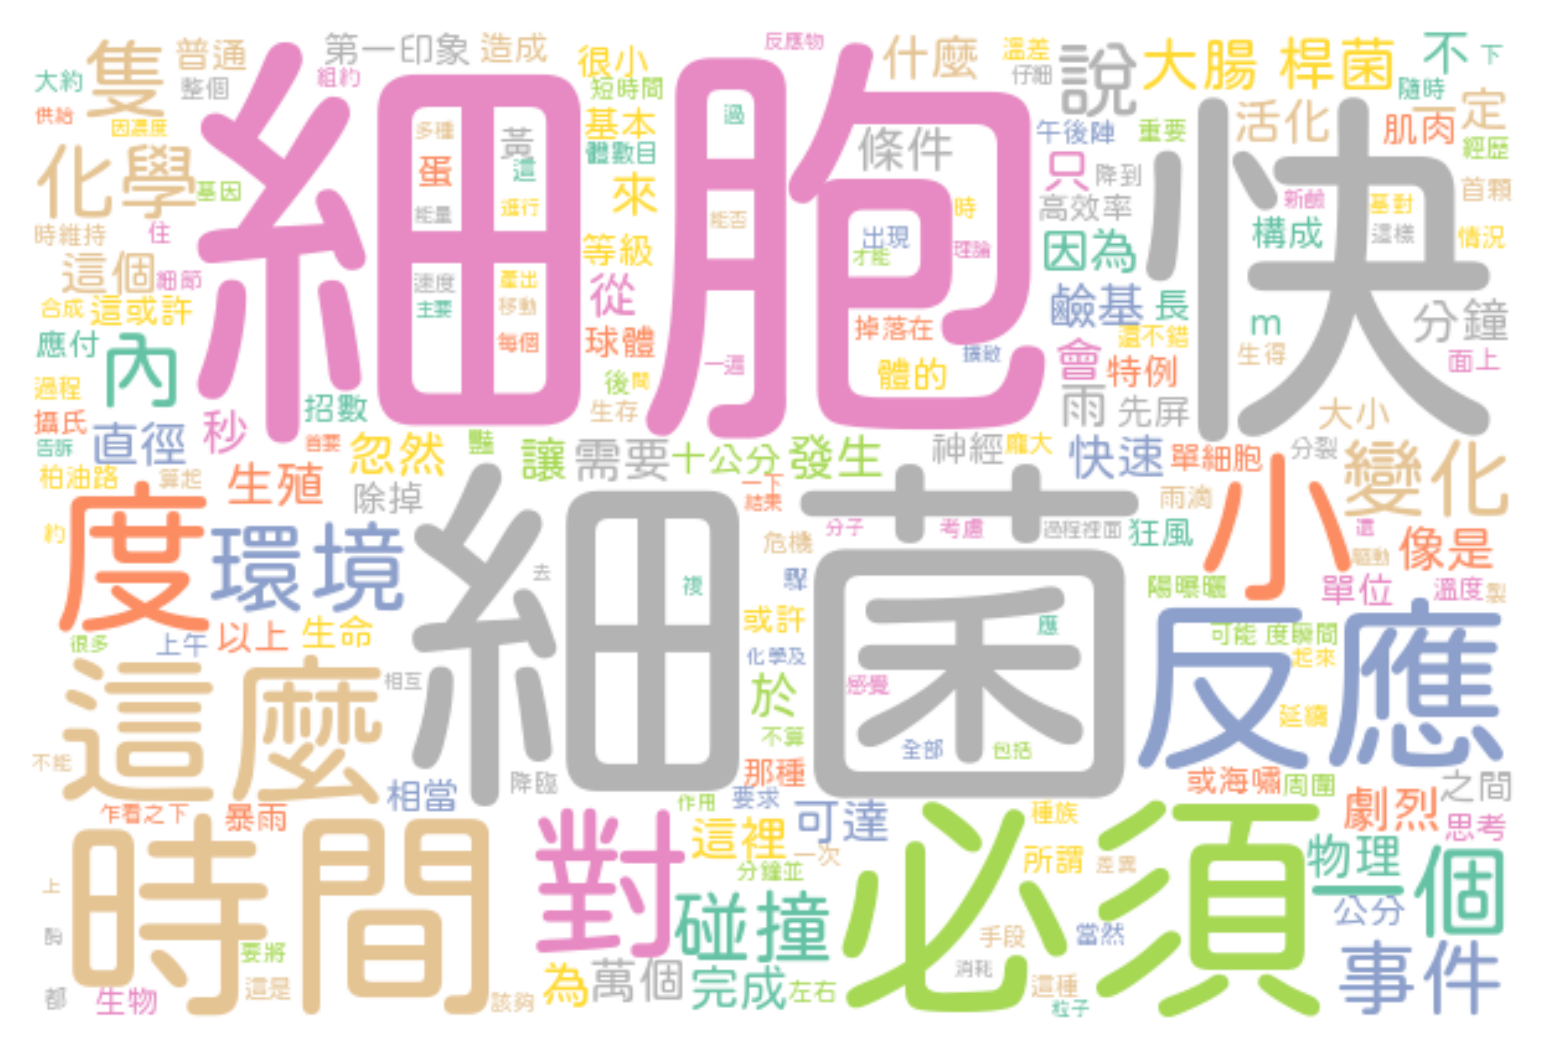 細胞
快
細菌
必須
反應
時間
這麼
小
度
環境
對
一個
變化
事件
碰撞
化學
隻
說
內
大腸 桿菌
不
定
什麼
活化
肌肉
條件
只
因為
鹼基
長
會
雨
構成
分鐘
這個
第一印象
造成
普通
整個
組約
大約
供給
因濃度
基因
很小
短時間
基本
體數目
來
等級
從
球體
反應物
溫差
仔細
午後陣
重要
隨時
下
經歷
首顆
新鹼
基對
這樣
情況
降到
高效率
時維持
住
細節
合成
這或許
應付
過程
攝氏
告訴
直徑
秒
招數
多種
黃
蛋
這
能量
進行
速度
產出
主要
移動
每個
過
能否
一遍
出現
才能
時
理論
掉落在
擴散
體的
還不錯
特例
先屏
m
生得
面上
後
間
生存
柏油路
算起
生殖
首要
忽然
豔
讓
需要
十公分
發生
神經
龐大
快速
單細胞
分裂
大小
除掉
一下
結果
雨滴
像是
約
很多
上午
以上
生命
相互
去
複
危機
分子
考慮
過程裡面
狂風
這
驅動
陽曝曬
單位
溫度
製
驟
或許
化學及
於
不算
那種
應
感覺
全部
包括
可能
度瞬間
起來
延續
不能
乍看之下
暴雨
相當
降臨
作用
要求
可達
或海嘯
周圍
劇烈
之間
思考
這裡
一次
分鐘並
種族
所謂
差異
物理
公分
上
瞬
都
生物
要將
這是
該夠
為
萬個
完成
左右
手段
消耗
當然
這種
粒子